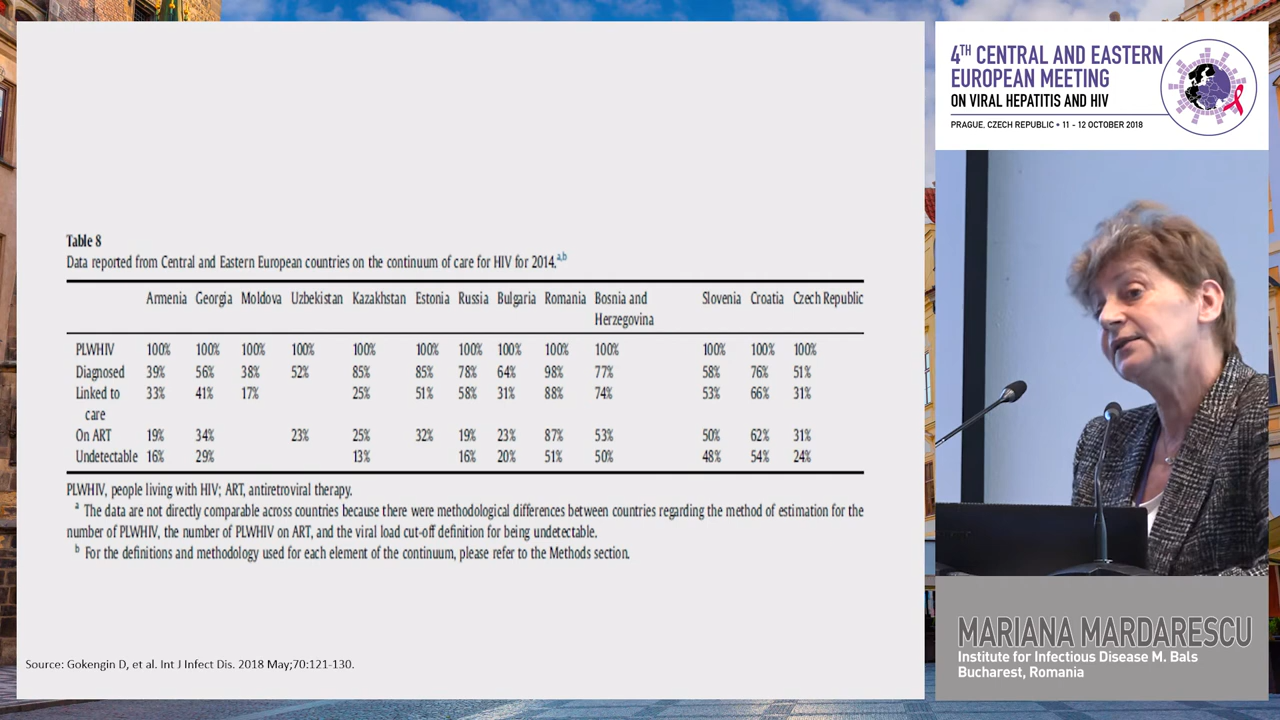 Table 8
Data reported from Central and Eastern European countries on the continuum of care for HIV for 2014.a,b
Armenia Georgia Moldova Uzbekistan Kazakhstan Estonia Russia Bulgaria Romania Bosnia and Slovenia Croatia Czech Republic
Herzegovina
PLWHIV 100% 100% 100% 100% 100% 100% 100% 100% 100% 100% 100% 100% 100%
Diagnosed 39% 56% 38% 52% 85% 85% 78% 64% 98% 77% 58% 76% 51%
Linked to 33% 41% 17% 25% 51% 58% 31% 88% 74% 53% 66% 31%
care
On ART 19% 34% 23% 25% 32% 19% 23% 87% 53% 50% 62% 31%
Undetectable 16% 29% 13% 16% 20% 51% 50% 48% 54% 24%
PLWHIV, people living with HIV; ART, antiretroviral therapy.
a The data are not directly comparable across countries because there were methodological differences between countries regarding the method of estimation for the
number of PLWHIV, the number of PLWHIV on ART, and the viral load cut-off definition for being undetectable.
b For the definitions and methodology used for each element of the continuum, please refer to the Methods section.
Source: Gokengin D, et al. Int J Infect Dis. 2018 May;70:121-130.
4TH CENTRAL AND EASTERN
EUROPEAN MEETING
ON VIRAL HEPATITIS AND HIV
PRAGUE, CZECH REPUBLIC • 11 - 12 OCTOBER 2018
MARIANA MARDARESCU
Institute for Infectious Disease M. Bals
Bucharest, Romania